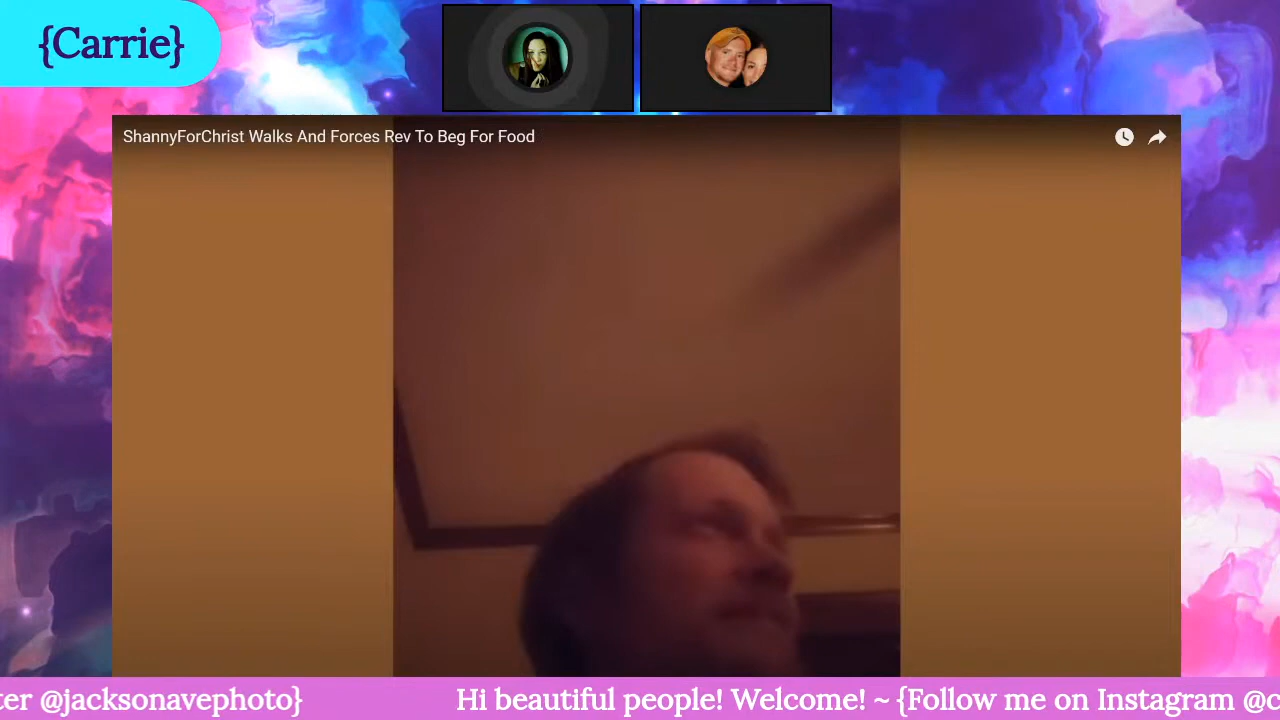 {Carrie}
ShannyForChrist Walks And Forces Rev To Beg For Food
ter @jacksonavephoto} Hi beautiful people! Welcome! ~ {Follow me on Instagram @c